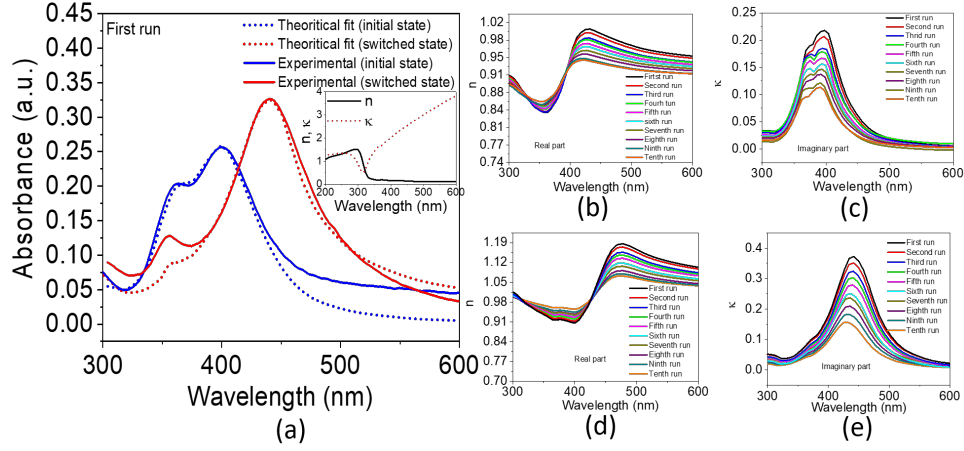 First run
Theoritical fit (initial state)
Theoritical fit (switched state)
Experimental (initial state)
Experimental (switched state)
0.45
0.40
0.35
0.30
0.25
0.20
0.15
0.10
0.05
0.00
Absorbance (a.u.)
300 400 500 600
Wavelength (nm)
(a)
n
κ
n, κ
4
3
2
1
0
200 300 400 500 600
Wavelength (nm)
1.02
0.98
0.95
0.91
0.88
0.84
0.81
0.77
0.74
n
First run
Second run
Third run
Fourh run
Fifth run
sixth run
Seventh run
Eighth run
Ninth run
Tenth run
Real part
300 400 500 600
Wavelength (nm)
(b)
0.25
0.20
0.15
0.10
0.05
0.00
κ
First run
Second run
Third run
Fourth run
Fifth run
Sixth run
Seventh run
Eighth run
Ninth run
Tenth run
Imaginary part
300 400 500 600
Wavelength (nm)
(c)
1.19
1.12
1.05
0.98
0.91
0.84
0.77
0.70
n
First run
Second run
Third run
Fourth run
Fifth run
Sixth run
Seventh run
Eighth run
Ninth run
Tenth run
Real part
300 400 500 600
Wavelength (nm)
(d)
0.4
0.3
0.2
0.1
0.0
κ
First run
Second run
Third run
Fourth run
Fifth run
Sixth run
Seventh run
Eighth run
Ninth run
Tenth run
Imaginary part
300 400 500 600
Wavelength (nm)
(e)